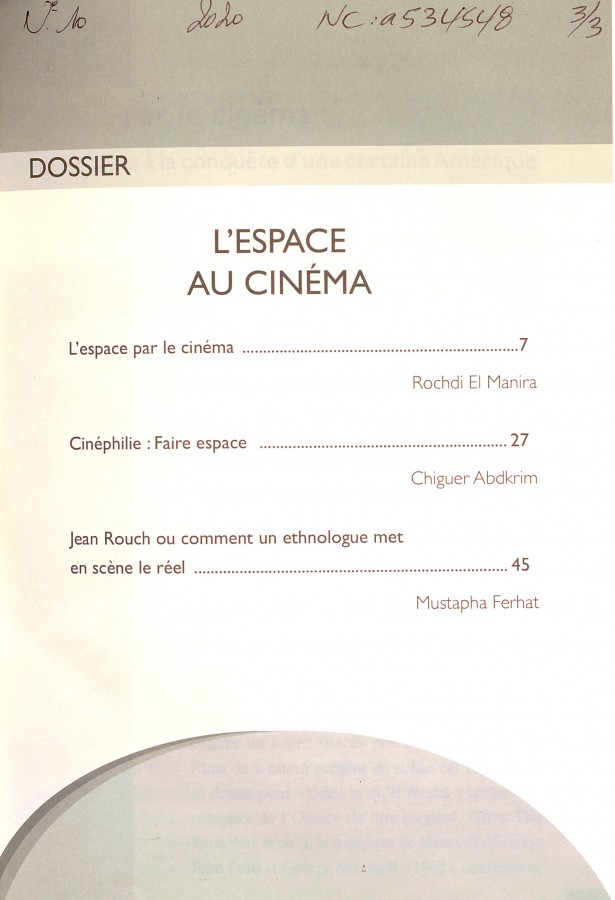 N° 10 2020 NC: a534548 3/3
DOSSIER
L'ESPACE
AU CINÉMA
L'espace par le cinéma ..........................................................7
Rochdi El Manira
Cinéphilie : Faire espace .................................................... 27
Chiguer Abdkrim
Jean Rouch ou comment un ethnologue met
en scène le réel .................................................................. 45
Mustapha Ferhat